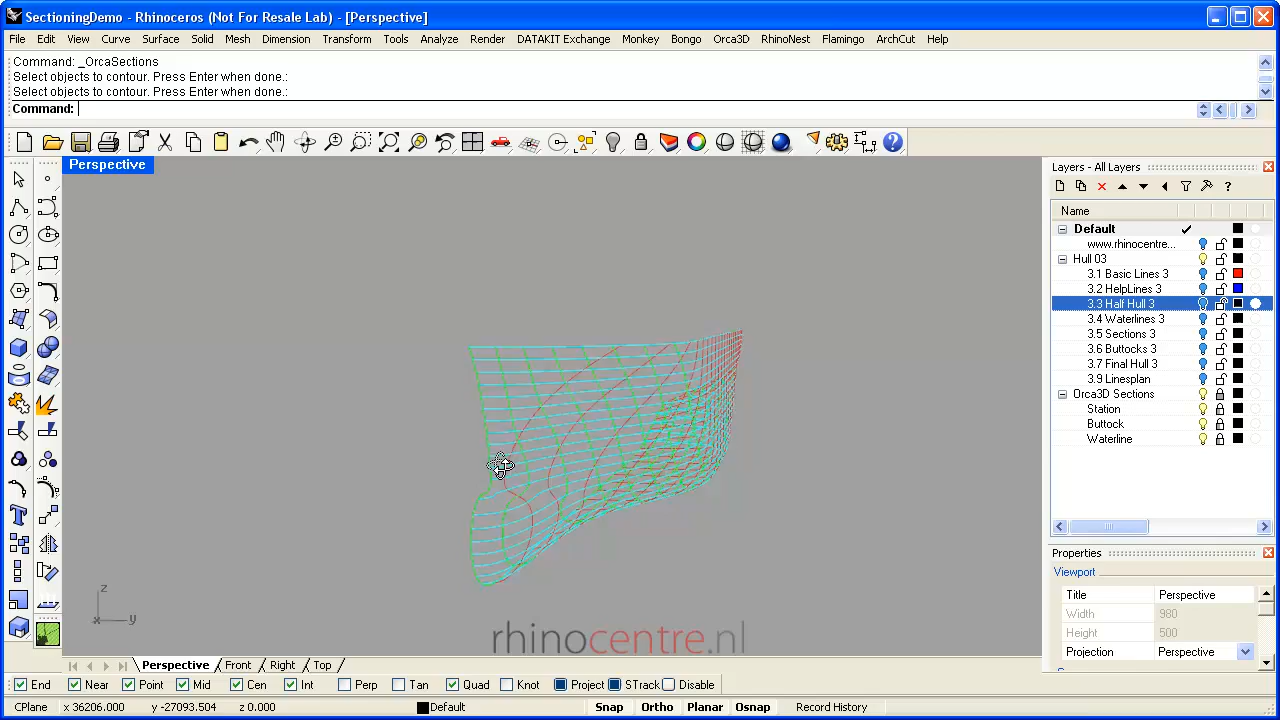 SectioningDemo - Rhinoceros (Not For Resale Lab) - [Perspective]
File Edit View Curve Surface Solid Mesh Dimension Transform Tools Analyze Render DATAKIT Exchange Monkey Bongo Orca3D RhinoNest Flamingo ArchCut Help
Command: _OrcaSections
Select objects to contour. Press Enter when done.:
Select objects to contour. Press Enter when done.:
Command:
Perspective
Layers - All Layers
Name
Default
www.rhinocentre...
Hull 03
3.1 Basic Lines 3
3.2 HelpLines 3
3.3 Half Hull 3
3.4 Waterlines 3
3.5 Sections 3
3.6 Buttocks 3
3.7 Final Hull 3
3.9 Linesplan
Orca3D Sections
Station
Buttock
Waterline
Properties
Viewport
Title Perspective
Width 980
Height 500
Projection Perspective
z
y
x
rhinocentre.nl
Perspective Front Right Top
End Near Point Mid Cen Int Perp Tan Quad Knot Project STrack Disable
CPlane x 36206.000 y -27093.504 z 0.000 Default Snap Ortho Planar Osnap Record History